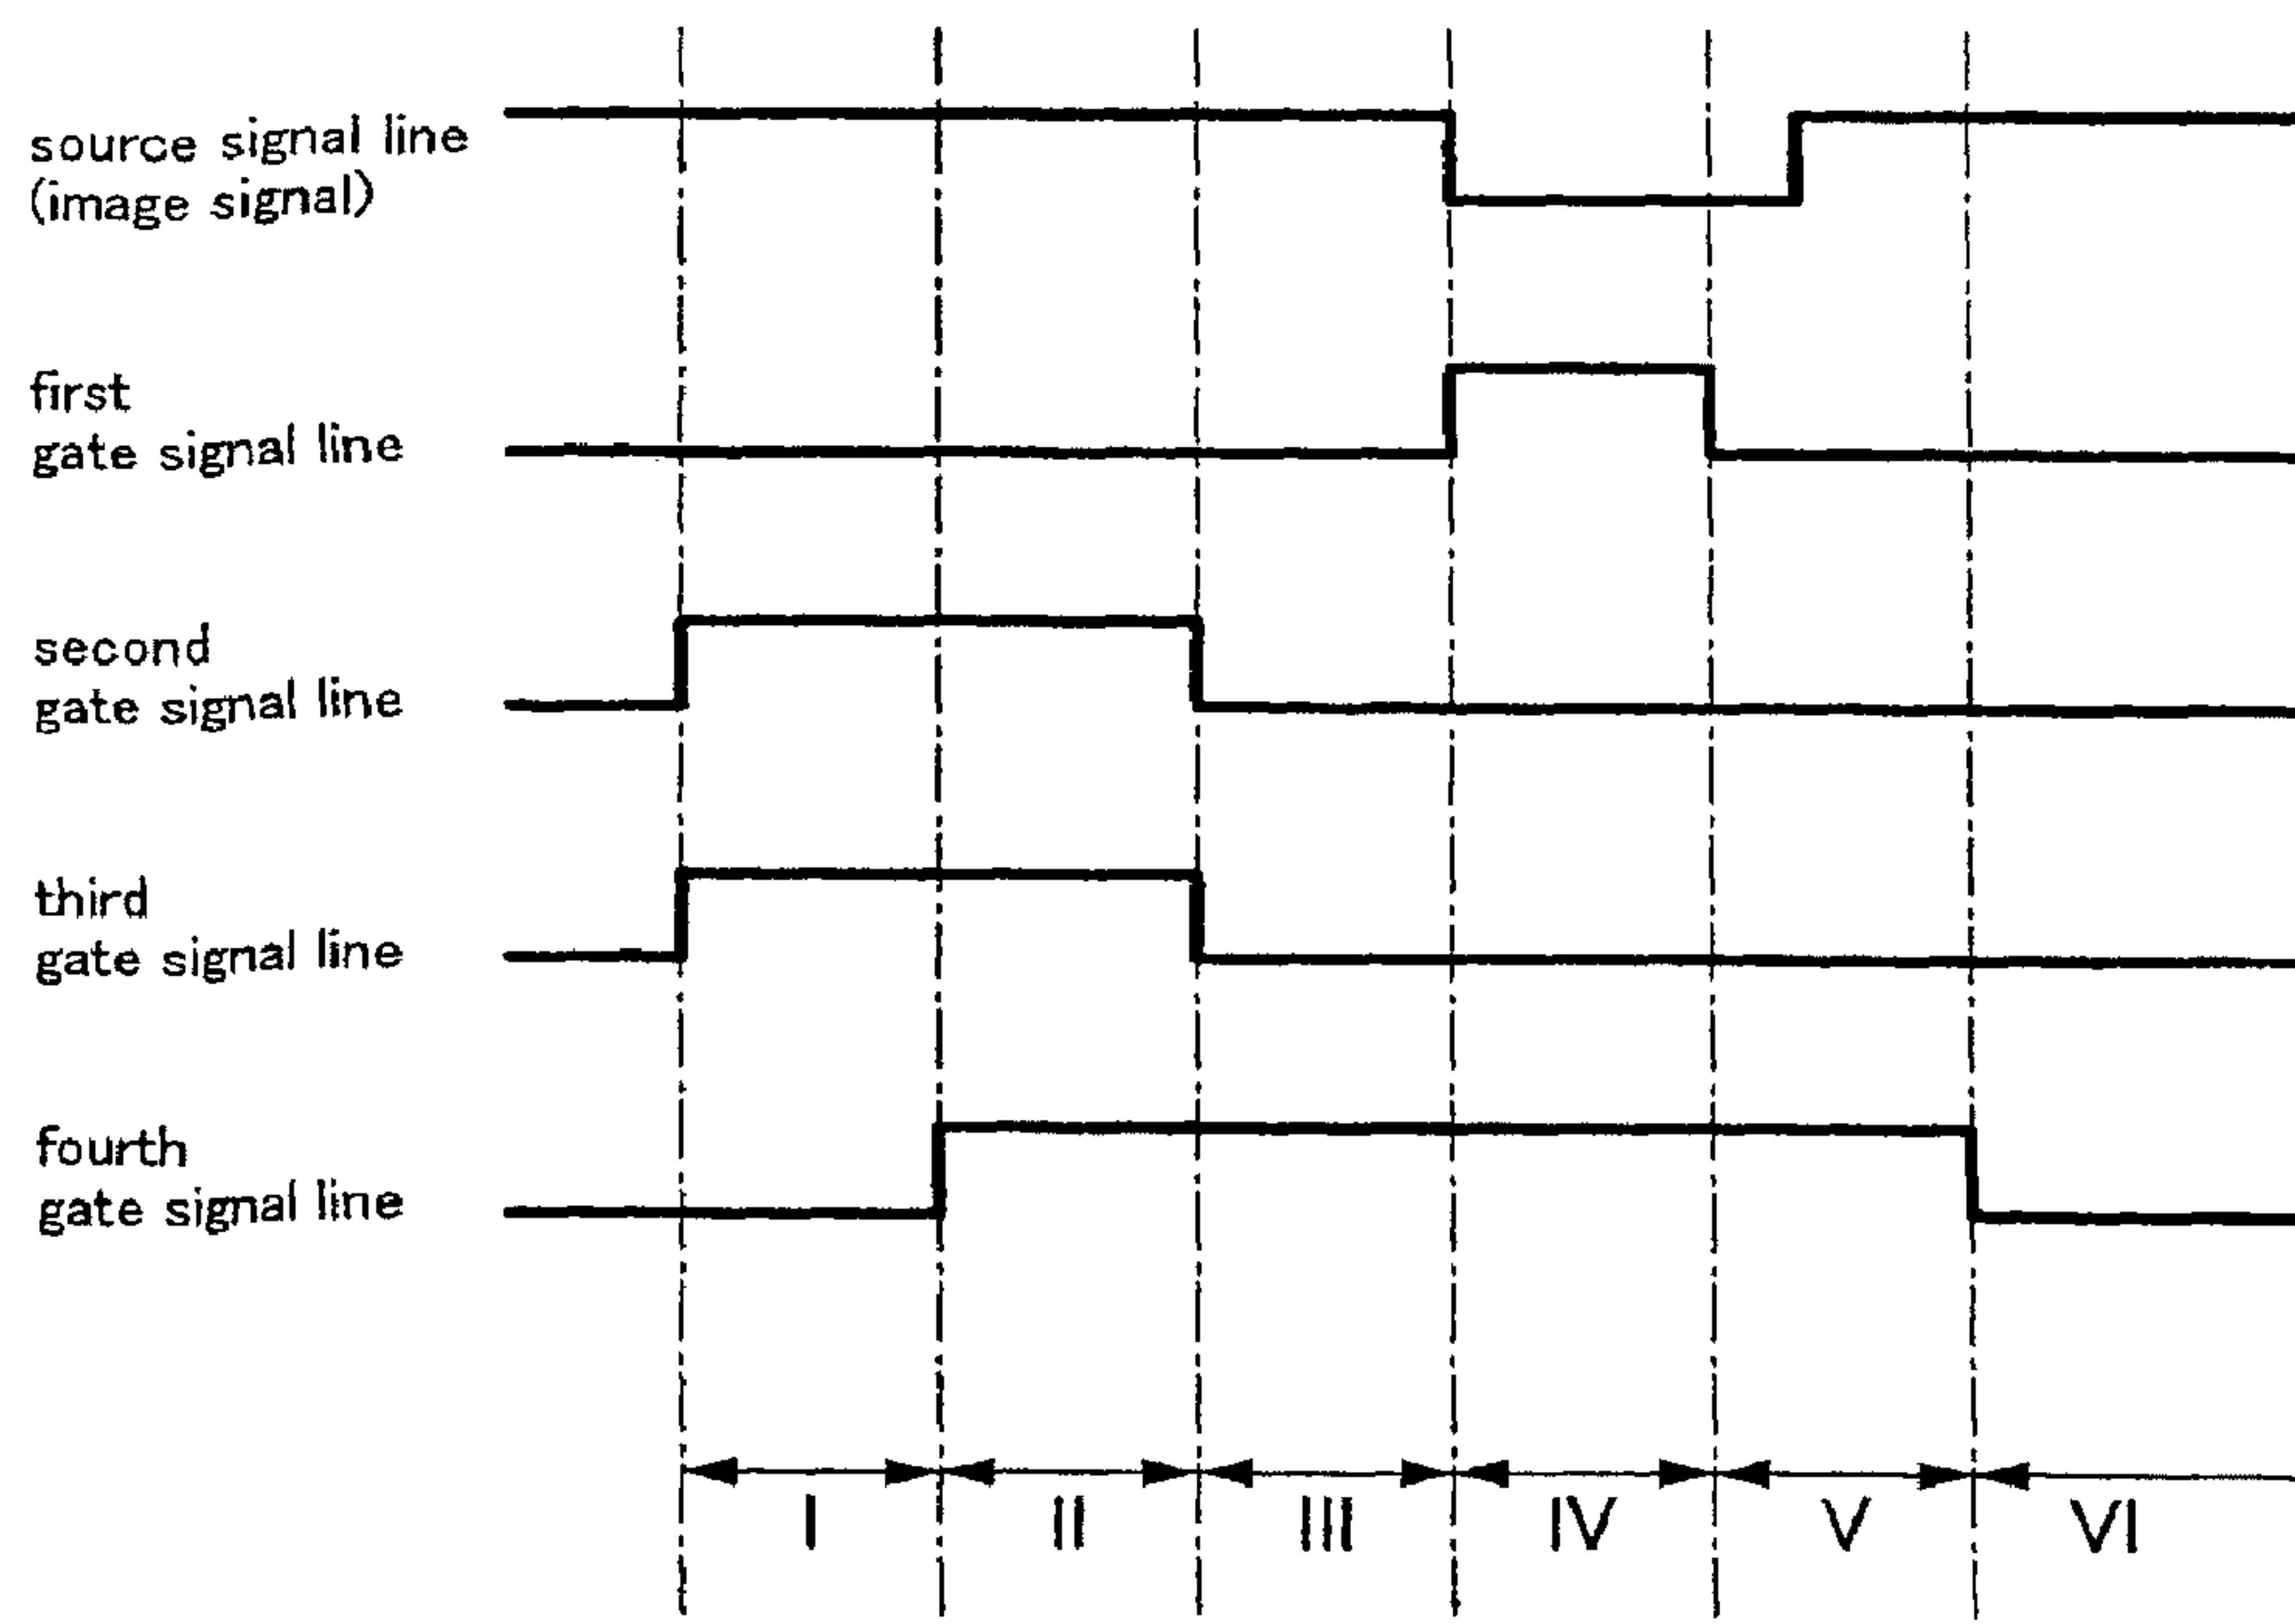 source signal line
(image signal)
first
gate signal line
second
gate signal line
third
gate signal line
fourth
gate signal line
I II III IV V VI